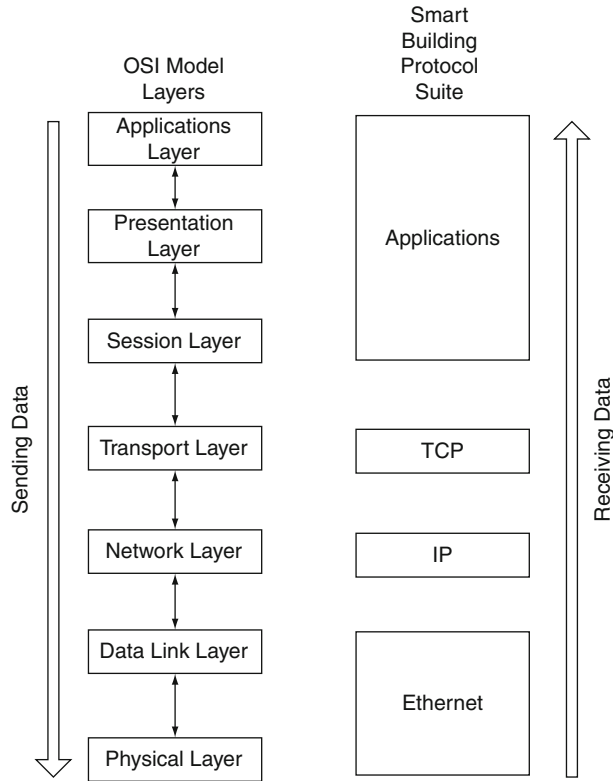 OSI Model
Layers
Smart
Building
Protocol
Suite
Applications
Layer
Presentation
Layer
Session Layer
Transport Layer
Network Layer
Data Link Layer
Physical Layer
Applications
TCP
IP
Ethernet
Sending Data
Receiving Data